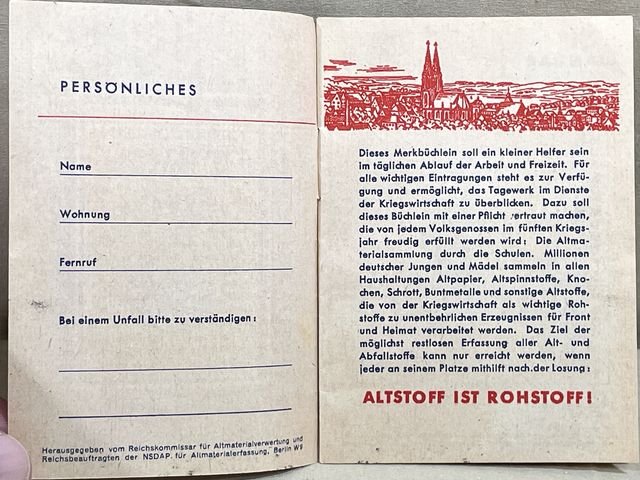 PERSÖNLICHES
Name
Wohnung
Fernruf
Bei einem Unfall bitte zu verständigen:
Herausgegeben vom Reichskommissar für Altmaterialverwertung und
Reichsbeauftragten der NSDAP. für Altmaterialerfassung, Berlin W 9
Dieses Merkbüchlein soll ein kleiner Helfer sein
im täglichen Ablauf der Arbeit und Freizeit. Für
alle wichtigen Eintragungen steht es zur Verfü-
gung und ermöglicht, das Tagewerk im Dienste
der Kriegswirtschaft zu überblicken. Dazu soll
dieses Büchlein mit einer Pflicht vertraut machen,
die von jedem Volksgenossen im fünften Kriegs-
jahr freudig erfüllt werden wird: Die Altma-
terialsammlung durch die Schulen. Millionen
deutscher Jungen und Mädel sammeln in allen
Haushaltungen Altpapier, Altspinnstoffe, Kno-
chen, Schrott, Buntmetalle und sonstige Altstoffe,
die von der Kriegswirtschaft als wichtige Roh-
stoffe zu unentbehrlichen Erzeugnissen für Front
und Heimat verarbeitet werden. Das Ziel der
möglichst restlosen Erfassung aller Alt- und
Abfallstoffe kann nur erreicht werden, wenn
jeder an seinem Platze mithilft nach der Losung:
ALTSTOFF IST ROHSTOFF!